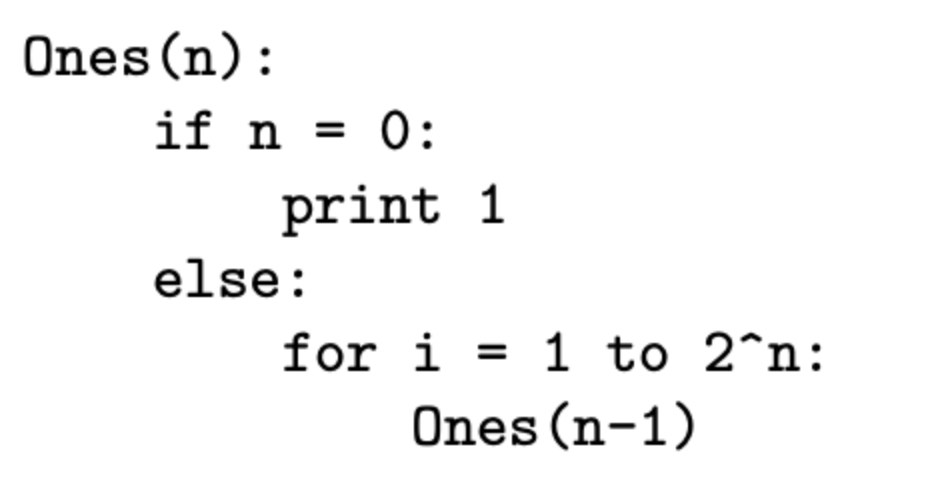 Ones(n):
if n = 0:
print 1
else:
for i = 1 to 2^n:
Ones(n-1)